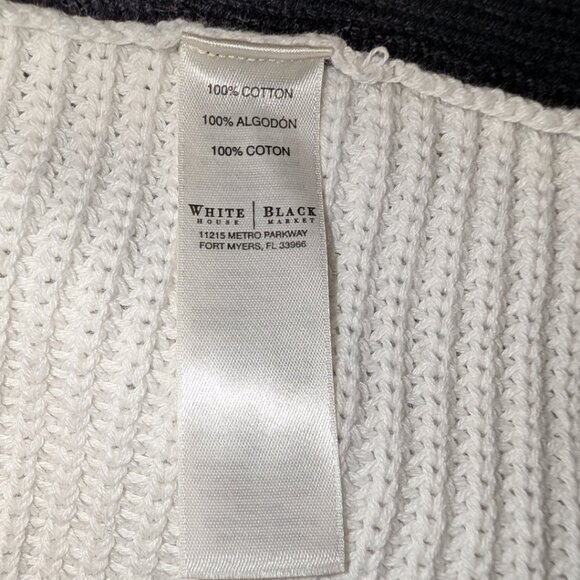 100% COTTON
100% ALGODÓN
100% COTON
WHITE | BLACK
HOUSE MARKET
11215 METRO PARKWAY
FORT MYERS, FL 33966